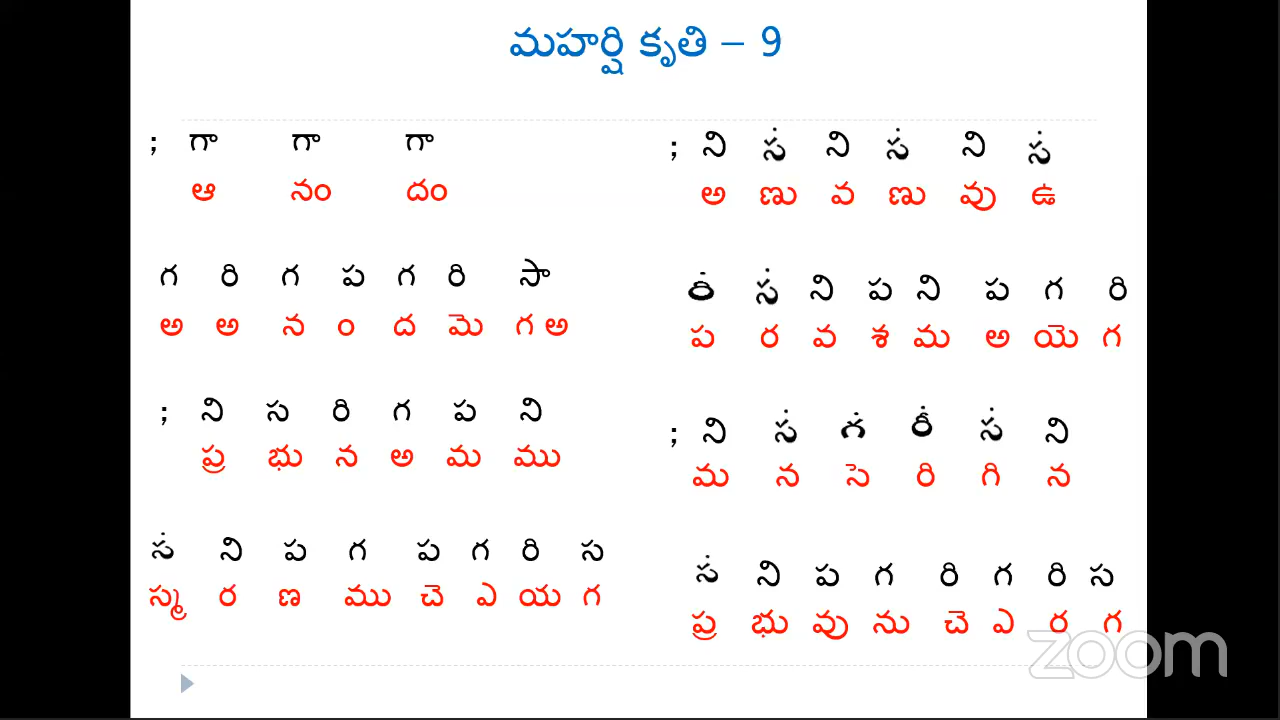 మహర్షి కృతి – 9
; గా గా గా
ఆ నం దం
గ రి గ ప గ రి సా
అ అ న ం ద మె గ అ
; ని స రి గ ప ని
ప్ర భు న అ మ ము
స̇ ని ప గ ప గ రి స
స్మ ర ణ ము చె ఎ య గ
; ని స̇ ని స̇ ని స̇
అ ణు వ ణు వు ఉ
రి̇ స̇ ని ప ని ప గ రి
ప ర వ శ మ అ యె గ
; ని స̇ గ̇ రీ̇ స̇ ని
మ న సె రి గి న
స̇ ని ప గ రి గ రి స
ప్ర భు వు ను చె ఎ ర గ
zoom